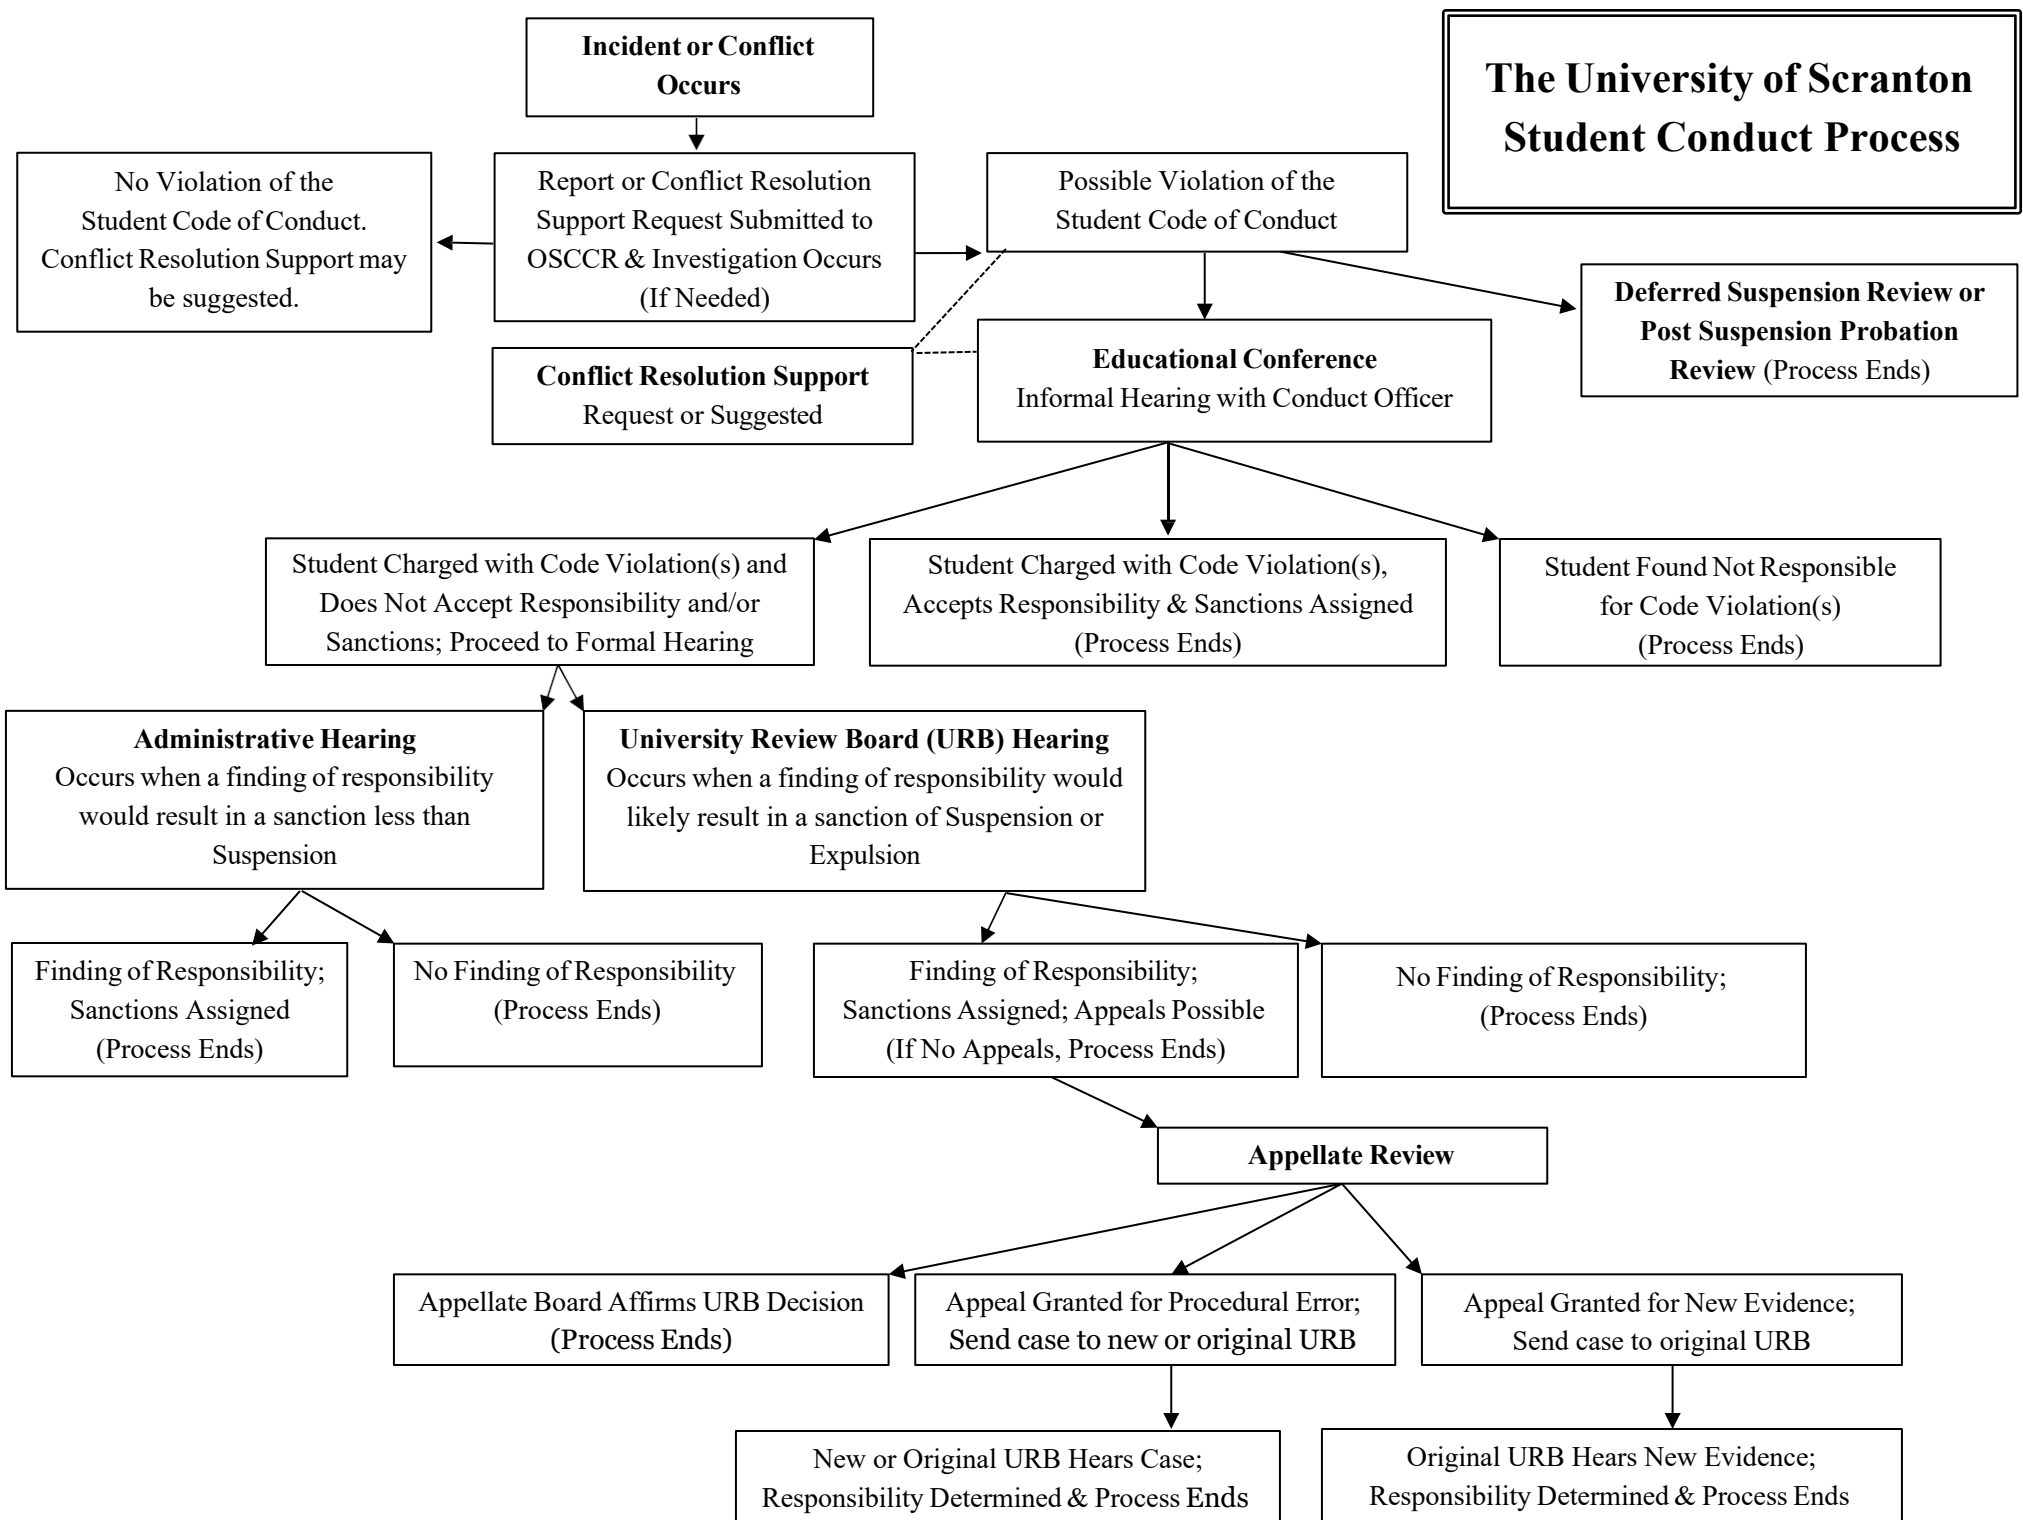 Incident or Conflict
Occurs
The University of Scranton
Student Conduct Process
No Violation of the
Student Code of Conduct.
Conflict Resolution Support may
be suggested.
Report or Conflict Resolution
Support Request Submitted to
OSCCR & Investigation Occurs
(If Needed)
Possible Violation of the
Student Code of Conduct
Deferred Suspension Review or
Post Suspension Probation
Review (Process Ends)
Conflict Resolution Support
Request or Suggested
Educational Conference
Informal Hearing with Conduct Officer
Student Charged with Code Violation(s) and
Does Not Accept Responsibility and/or
Sanctions; Proceed to Formal Hearing
Student Charged with Code Violation(s),
Accepts Responsibility & Sanctions Assigned
(Process Ends)
Student Found Not Responsible
for Code Violation(s)
(Process Ends)
Administrative Hearing
Occurs when a finding of responsibility
would result in a sanction less than
Suspension
University Review Board (URB) Hearing
Occurs when a finding of responsibility would
likely result in a sanction of Suspension or
Expulsion
Finding of Responsibility;
Sanctions Assigned
(Process Ends)
No Finding of Responsibility
(Process Ends)
Finding of Responsibility;
Sanctions Assigned; Appeals Possible
(If No Appeals, Process Ends)
No Finding of Responsibility;
(Process Ends)
Appellate Review
Appellate Board Affirms URB Decision
(Process Ends)
Appeal Granted for Procedural Error;
Send case to new or original URB
Appeal Granted for New Evidence;
Send case to original URB
New or Original URB Hears Case;
Responsibility Determined & Process Ends
Original URB Hears New Evidence;
Responsibility Determined & Process Ends